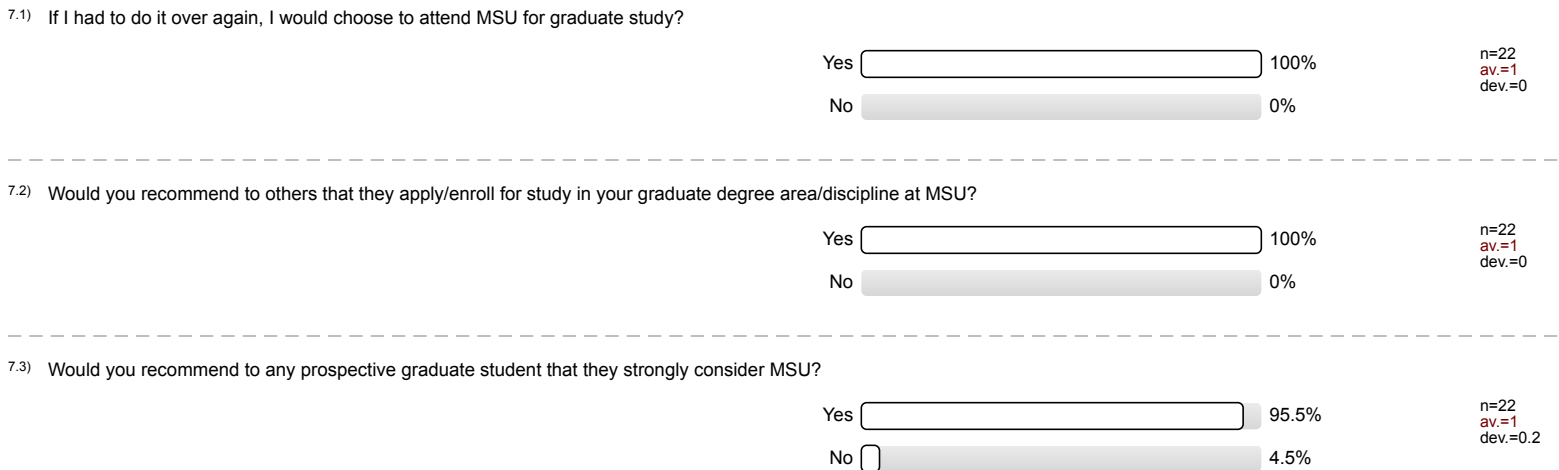 7.1) If I had to do it over again, I would choose to attend MSU for graduate study?
Yes 100%
n=22
av.=1
dev.=0
No 0%
7.2) Would you recommend to others that they apply/enroll for study in your graduate degree area/discipline at MSU?
Yes 100%
n=22
av.=1
dev.=0
No 0%
7.3) Would you recommend to any prospective graduate student that they strongly consider MSU?
Yes 95.5%
n=22
av.=1
dev.=0.2
No 4.5%